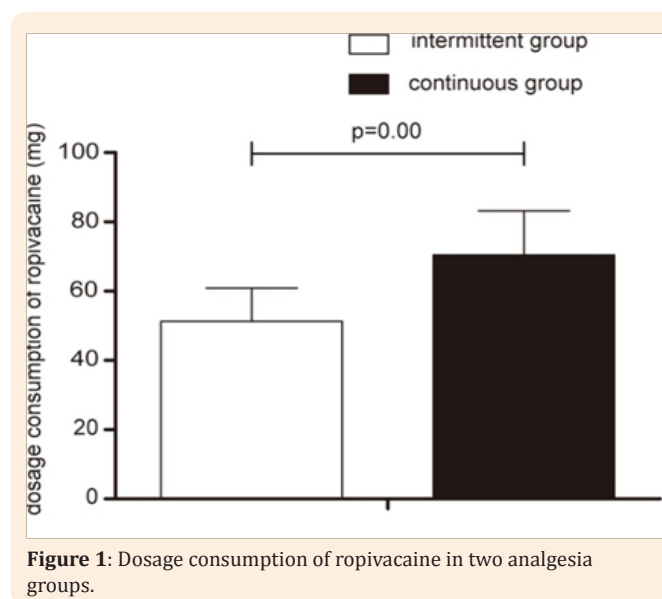 intermittent group
continuous group
p=0.00
dosage consumption of ropivacaine (mg)
100
80
60
40
20
0
Figure 1: Dosage consumption of ropivacaine in two analgesia
groups.